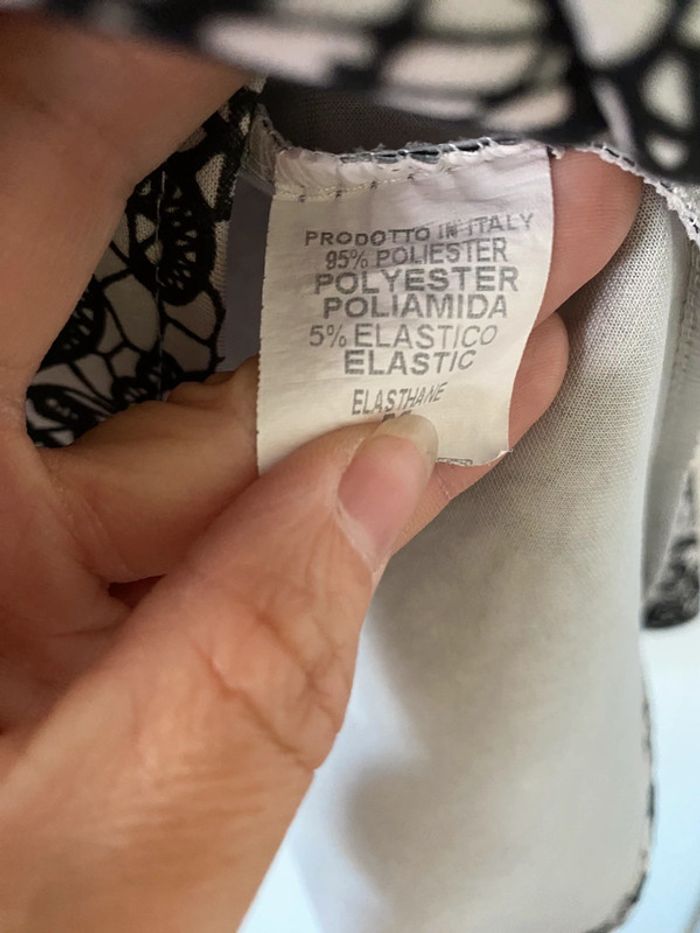 PRODOTTO IN ITALY
95% POLIESTER
POLYESTER
POLIAMIDA
5% ELASTICO
ELASTIC
ELASTHANE